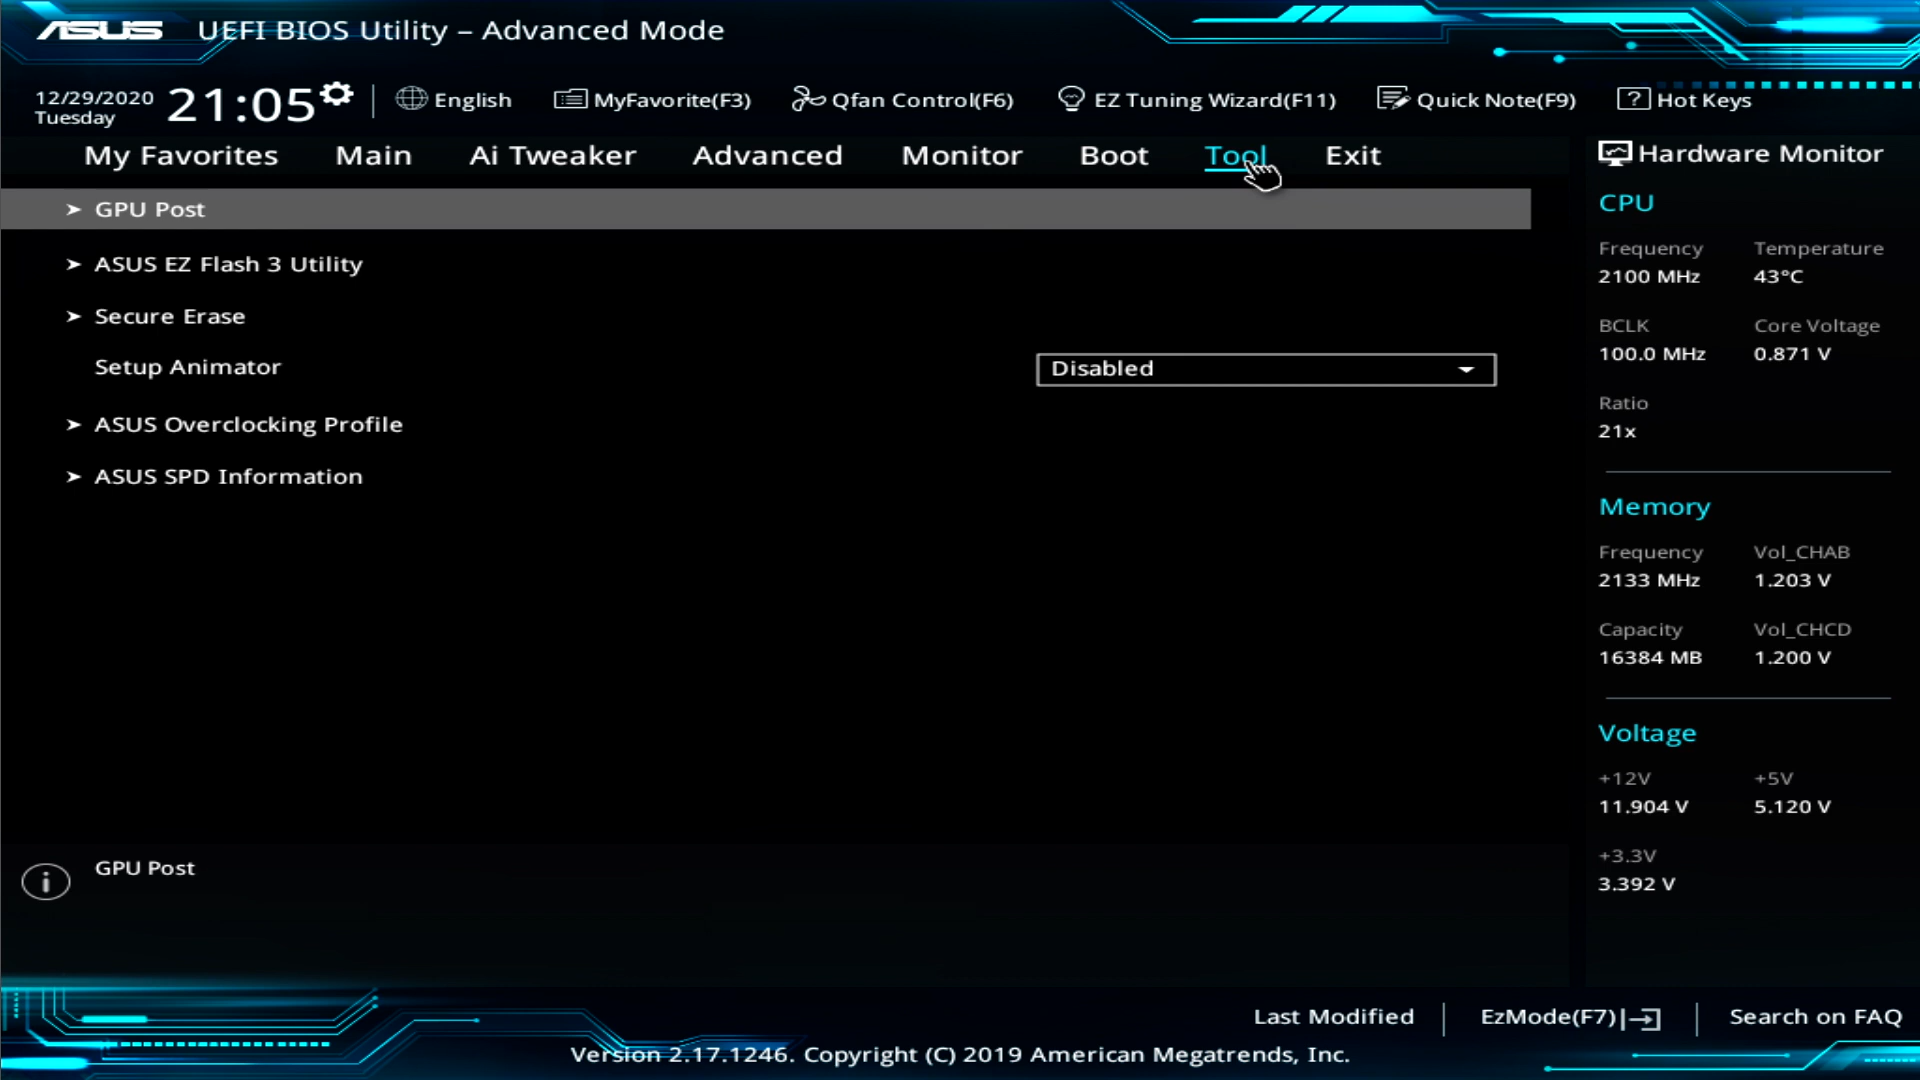 ASUS UEFI BIOS Utility – Advanced Mode
12/29/2020
Tuesday
21:05
English
MyFavorite(F3)
Qfan Control(F6)
EZ Tuning Wizard(F11)
Quick Note(F9)
? Hot Keys
My Favorites Main Ai Tweaker Advanced Monitor Boot Tool Exit
GPU Post
ASUS EZ Flash 3 Utility
Secure Erase
Setup Animator Disabled
ASUS Overclocking Profile
ASUS SPD Information
GPU Post
Hardware Monitor
CPU
Frequency Temperature
2100 MHz 43°C
BCLK Core Voltage
100.0 MHz 0.871 V
Ratio
21x
Memory
Frequency Vol_CHAB
2133 MHz 1.203 V
Capacity Vol_CHCD
16384 MB 1.200 V
Voltage
+12V +5V
11.904 V 5.120 V
+3.3V
3.392 V
Last Modified EzMode(F7) Search on FAQ
Version 2.17.1246. Copyright (C) 2019 American Megatrends, Inc.